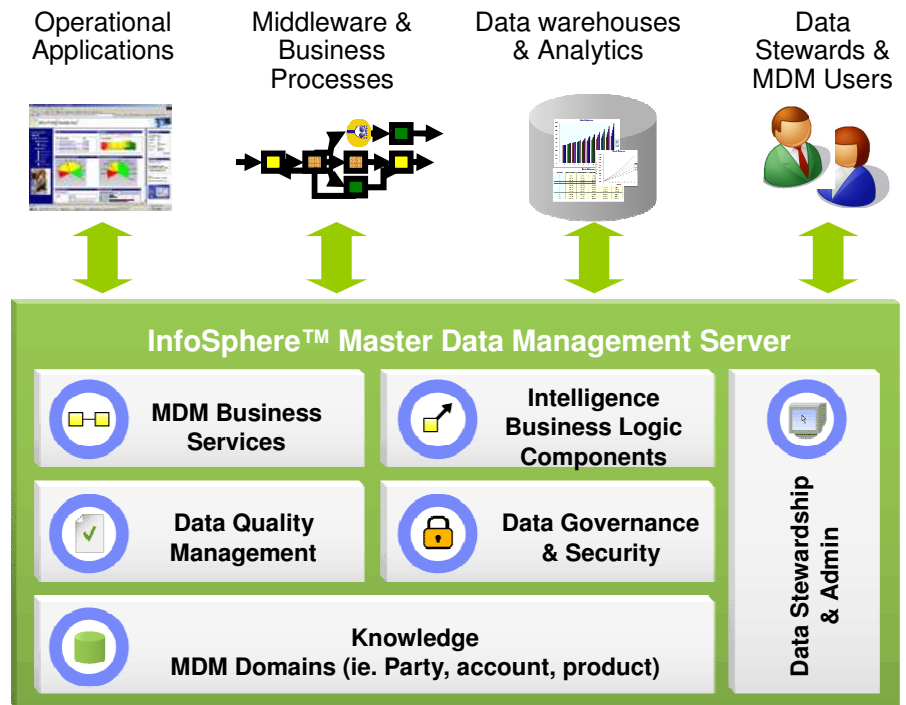 Operational
Applications
Middleware &
Business
Processes
Data warehouses
& Analytics
Data
Stewards &
MDM Users
InfoSphere™ Master Data Management Server
MDM Business
Services
Intelligence
Business Logic
Components
Data Quality
Management
Data Governance
& Security
Data Stewardship
& Admin
Knowledge
MDM Domains (ie. Party, account, product)